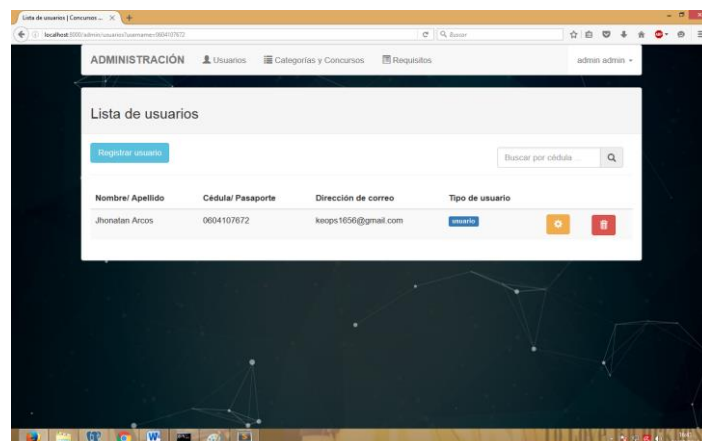 Lista de usuarios | Concursos ...
localhost:8000/admin/usuarios?username=0604107672
Buscar
ADMINISTRACIÓN Usuarios Categorías y Concursos Requisitos admin admin
Lista de usuarios
Registrar usuario
Buscar por cédula ...
Nombre/ Apellido Cédula/ Pasaporte Dirección de correo Tipo de usuario
Jhonatan Arcos 0604107672 keops1656@gmail.com usuario